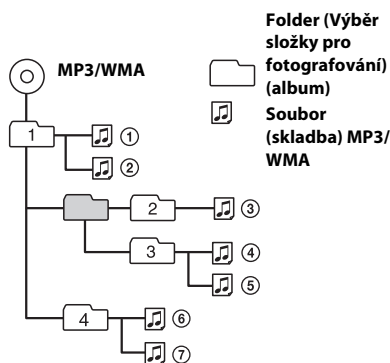 MP3/WMA
Folder (Výběr
složky pro
fotografování)
(album)
Soubor
(skladba) MP3/
WMA
1
①
②
2
③
3
④
⑤
4
⑥
⑦